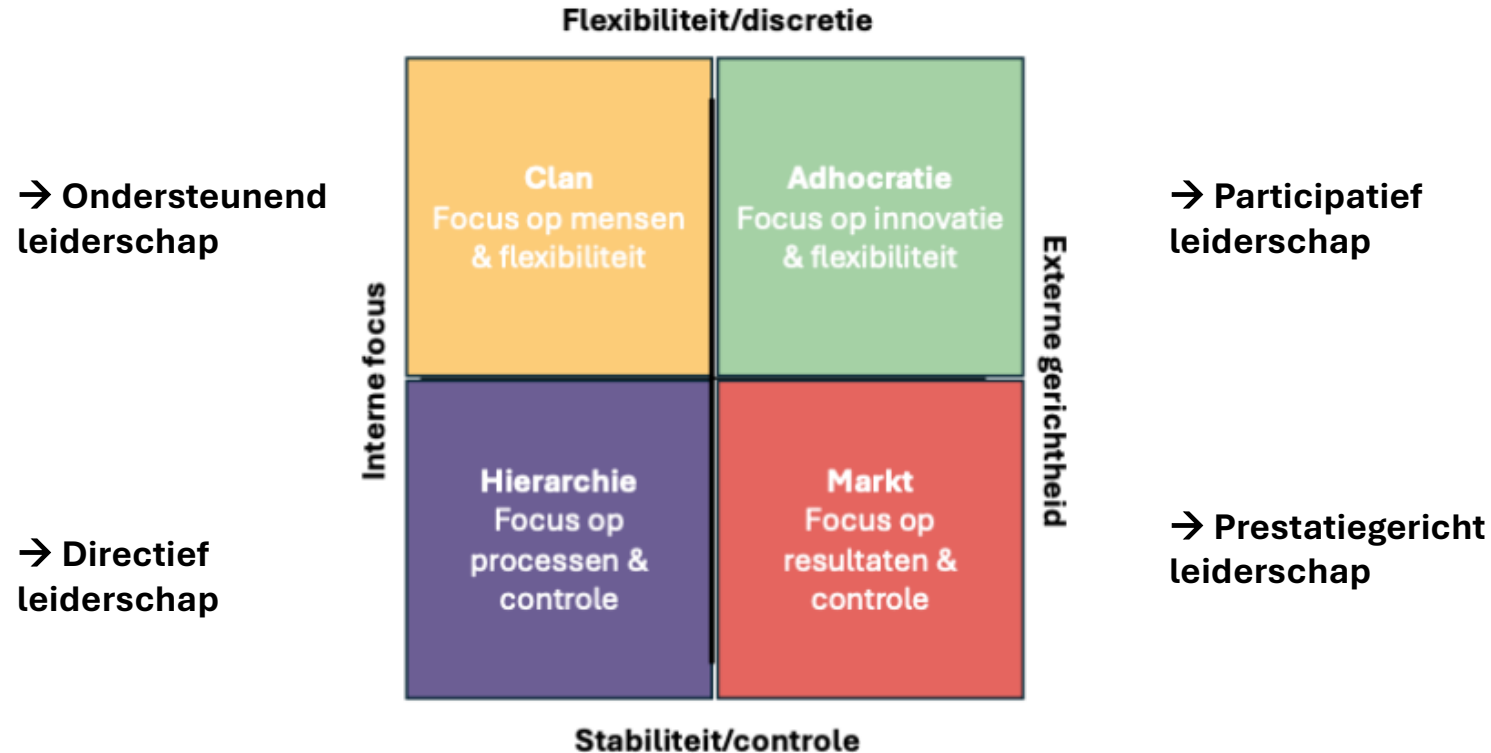 Flexibiliteit/discretie
→ Ondersteunend
leiderschap
Clan
Focus op mensen
& flexibiliteit
Adhocratie
Focus op innovatie
& flexibiliteit
→ Participatief
leiderschap
Interne focus
Externe gerichtheid
→ Directief
leiderschap
Hierarchie
Focus op
processen &
controle
Markt
Focus op
resultaten &
controle
→ Prestatiegericht
leiderschap
Stabiliteit/controle